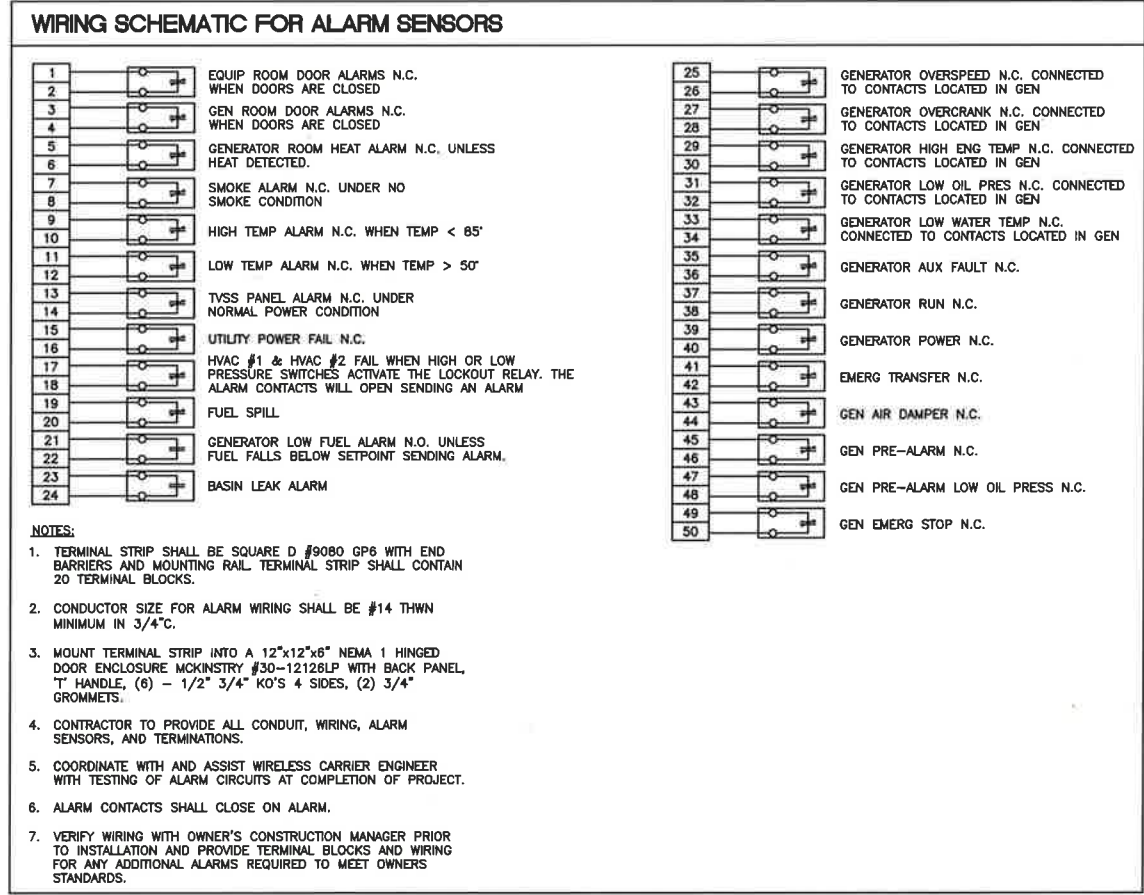 WIRING SCHEMATIC FOR ALARM SENSORS
1
2
EQUIP ROOM DOOR ALARMS N.C.
WHEN DOORS ARE CLOSED
3
4
GEN ROOM DOOR ALARMS N.C.
WHEN DOORS ARE CLOSED
5
6
GENERATOR ROOM HEAT ALARM N.C. UNLESS
HEAT DETECTED.
7
8
SMOKE ALARM N.C. UNDER NO
SMOKE CONDITION
9
10
HIGH TEMP ALARM N.C. WHEN TEMP < 85°
11
12
LOW TEMP ALARM N.C. WHEN TEMP > 50°
13
14
TVSS PANEL ALARM N.C. UNDER
NORMAL POWER CONDITION
15
16
UTILITY POWER FAIL N.C.
17
18
HVAC #1 & HVAC #2 FAIL WHEN HIGH OR LOW
PRESSURE SWITCHES ACTIVATE THE LOCKOUT RELAY. THE
ALARM CONTACTS WILL OPEN SENDING AN ALARM
19
20
FUEL SPILL
21
22
GENERATOR LOW FUEL ALARM N.O. UNLESS
FUEL FALLS BELOW SETPOINT SENDING ALARM.
23
24
BASIN LEAK ALARM
NOTES:
1. TERMINAL STRIP SHALL BE SQUARE D #9080 GP6 WITH END
BARRIERS AND MOUNTING RAIL. TERMINAL STRIP SHALL CONTAIN
20 TERMINAL BLOCKS.
2. CONDUCTOR SIZE FOR ALARM WIRING SHALL BE #14 THWN
MINIMUM IN 3/4"C.
3. MOUNT TERMINAL STRIP INTO A 12"x12"x6" NEMA 1 HINGED
DOOR ENCLOSURE MCKINSTRY #30-12126LP WITH BACK PANEL,
'T' HANDLE, (6) - 1/2" 3/4" KO'S 4 SIDES, (2) 3/4"
GROMMETS.
4. CONTRACTOR TO PROVIDE ALL CONDUIT, WIRING, ALARM
SENSORS, AND TERMINATIONS.
5. COORDINATE WITH AND ASSIST WIRELESS CARRIER ENGINEER
WITH TESTING OF ALARM CIRCUITS AT COMPLETION OF PROJECT.
6. ALARM CONTACTS SHALL CLOSE ON ALARM.
7. VERIFY WIRING WITH OWNER'S CONSTRUCTION MANAGER PRIOR
TO INSTALLATION AND PROVIDE TERMINAL BLOCKS AND WIRING
FOR ANY ADDITIONAL ALARMS REQUIRED TO MEET OWNERS
STANDARDS.
25
26
GENERATOR OVERSPEED N.C. CONNECTED
TO CONTACTS LOCATED IN GEN
27
28
GENERATOR OVERCRANK N.C. CONNECTED
TO CONTACTS LOCATED IN GEN
29
30
GENERATOR HIGH ENG TEMP N.C. CONNECTED
TO CONTACTS LOCATED IN GEN
31
32
GENERATOR LOW OIL PRES N.C. CONNECTED
TO CONTACTS LOCATED IN GEN
33
34
GENERATOR LOW WATER TEMP N.C.
CONNECTED TO CONTACTS LOCATED IN GEN
35
36
GENERATOR AUX FAULT N.C.
37
38
GENERATOR RUN N.C.
39
40
GENERATOR POWER N.C.
41
42
EMERG TRANSFER N.C.
43
44
GEN AIR DAMPER N.C.
45
46
GEN PRE-ALARM N.C.
47
48
GEN PRE-ALARM LOW OIL PRESS N.C.
49
50
GEN EMERG STOP N.C.